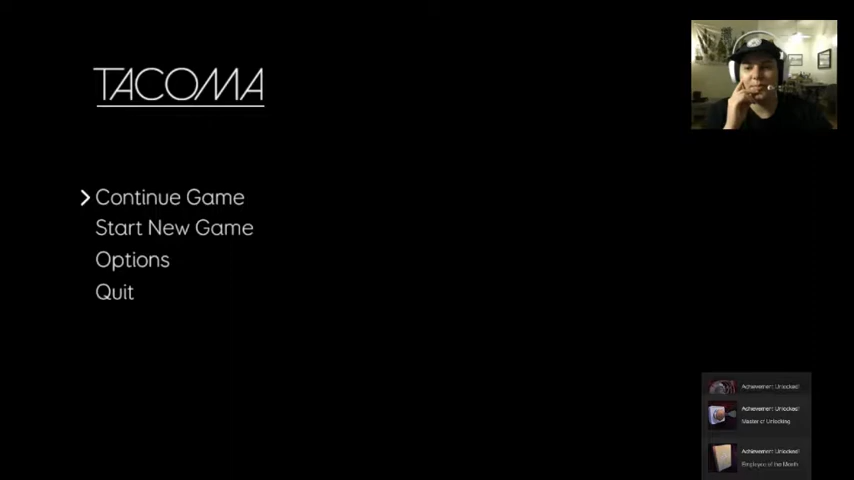 TACOMA
Continue Game
Start New Game
Options
Quit
Achievement Unlocked!
Achievement Unlocked!
Master of Unlocking
Achievement Unlocked!
Employee of the Month